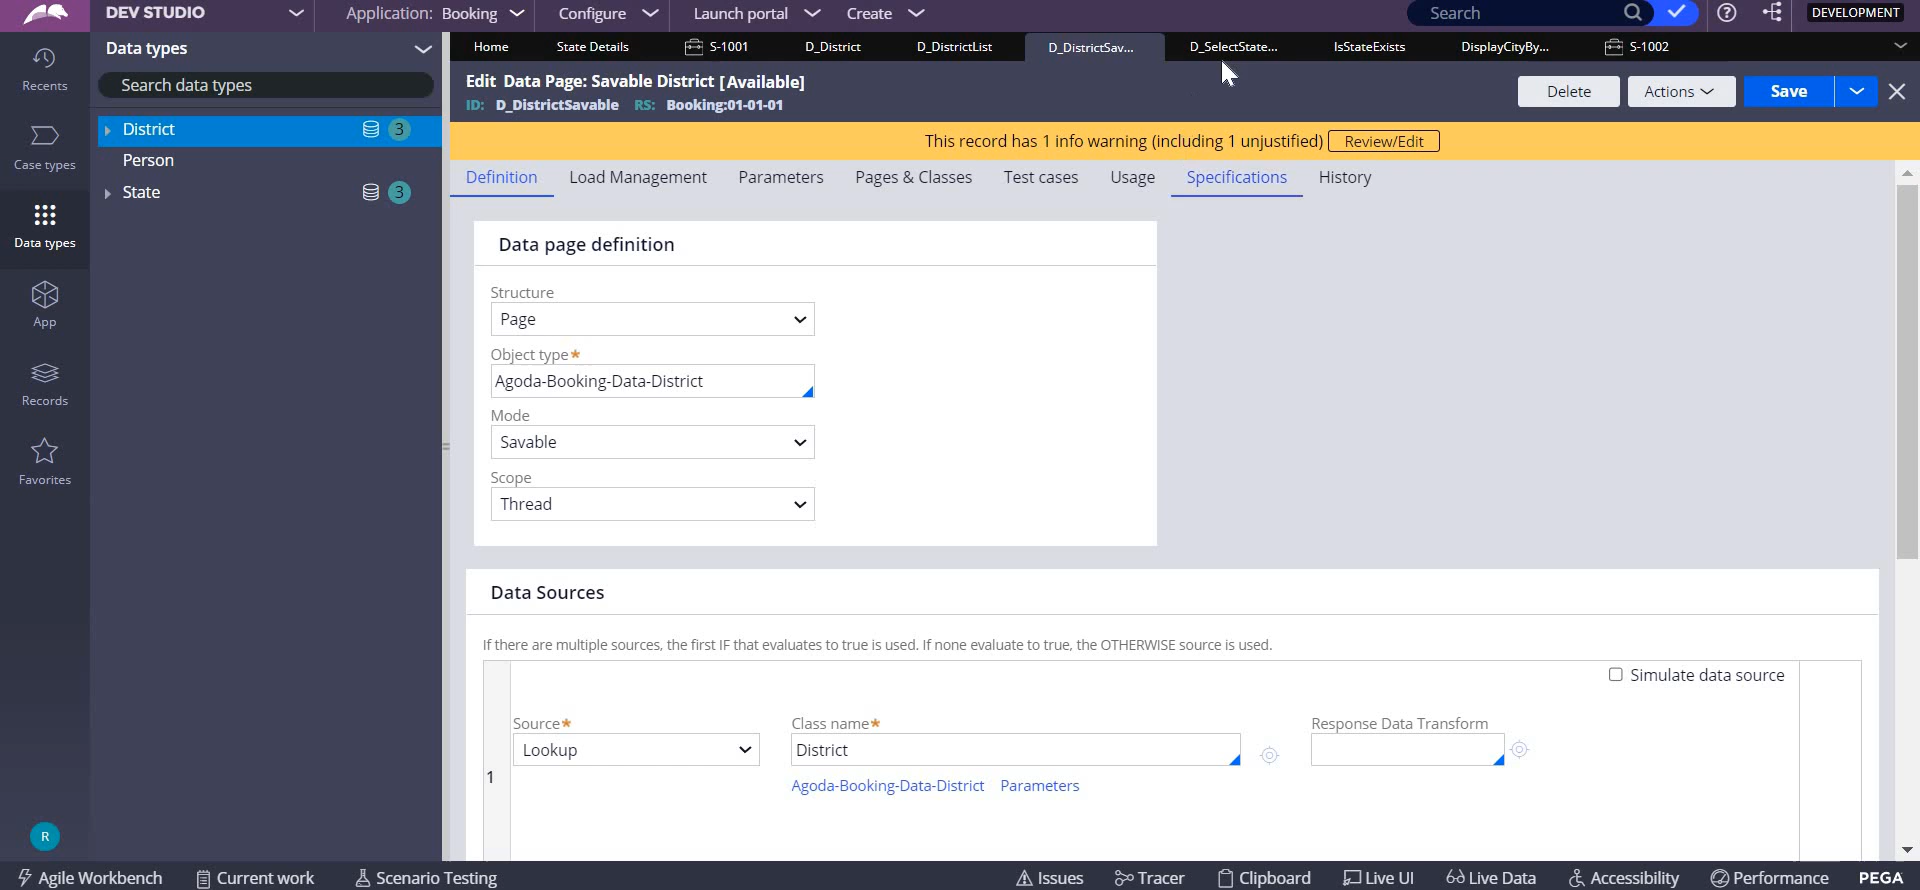 DEV STUDIO
Application: Booking
Configure
Launch portal
Create
Search
DEVELOPMENT
Recents
Case types
Data types
App
Records
Favorites
R
Data types
Search data types
District 3
Person
State 3
Home
State Details
S-1001
D_District
D_DistrictList
D_DistrictSav...
D_SelectState...
IsStateExists
DisplayCityBy...
S-1002
Edit Data Page: Savable District [Available]
ID: D_DistrictSavable RS: Booking:01-01-01
Delete
Actions
Save
This record has 1 info warning (including 1 unjustified) Review/Edit
Definition
Load Management
Parameters
Pages & Classes
Test cases
Usage
Specifications
History
Data page definition
Structure
Page
Object type*
Agoda-Booking-Data-District
Mode
Savable
Scope
Thread
Data Sources
If there are multiple sources, the first IF that evaluates to true is used. If none evaluate to true, the OTHERWISE source is used.
Simulate data source
1
Source*
Lookup
Class name*
District
Agoda-Booking-Data-District Parameters
Response Data Transform
Agile Workbench
Current work
Scenario Testing
Issues
Tracer
Clipboard
Live UI
Live Data
Accessibility
Performance
PEGA